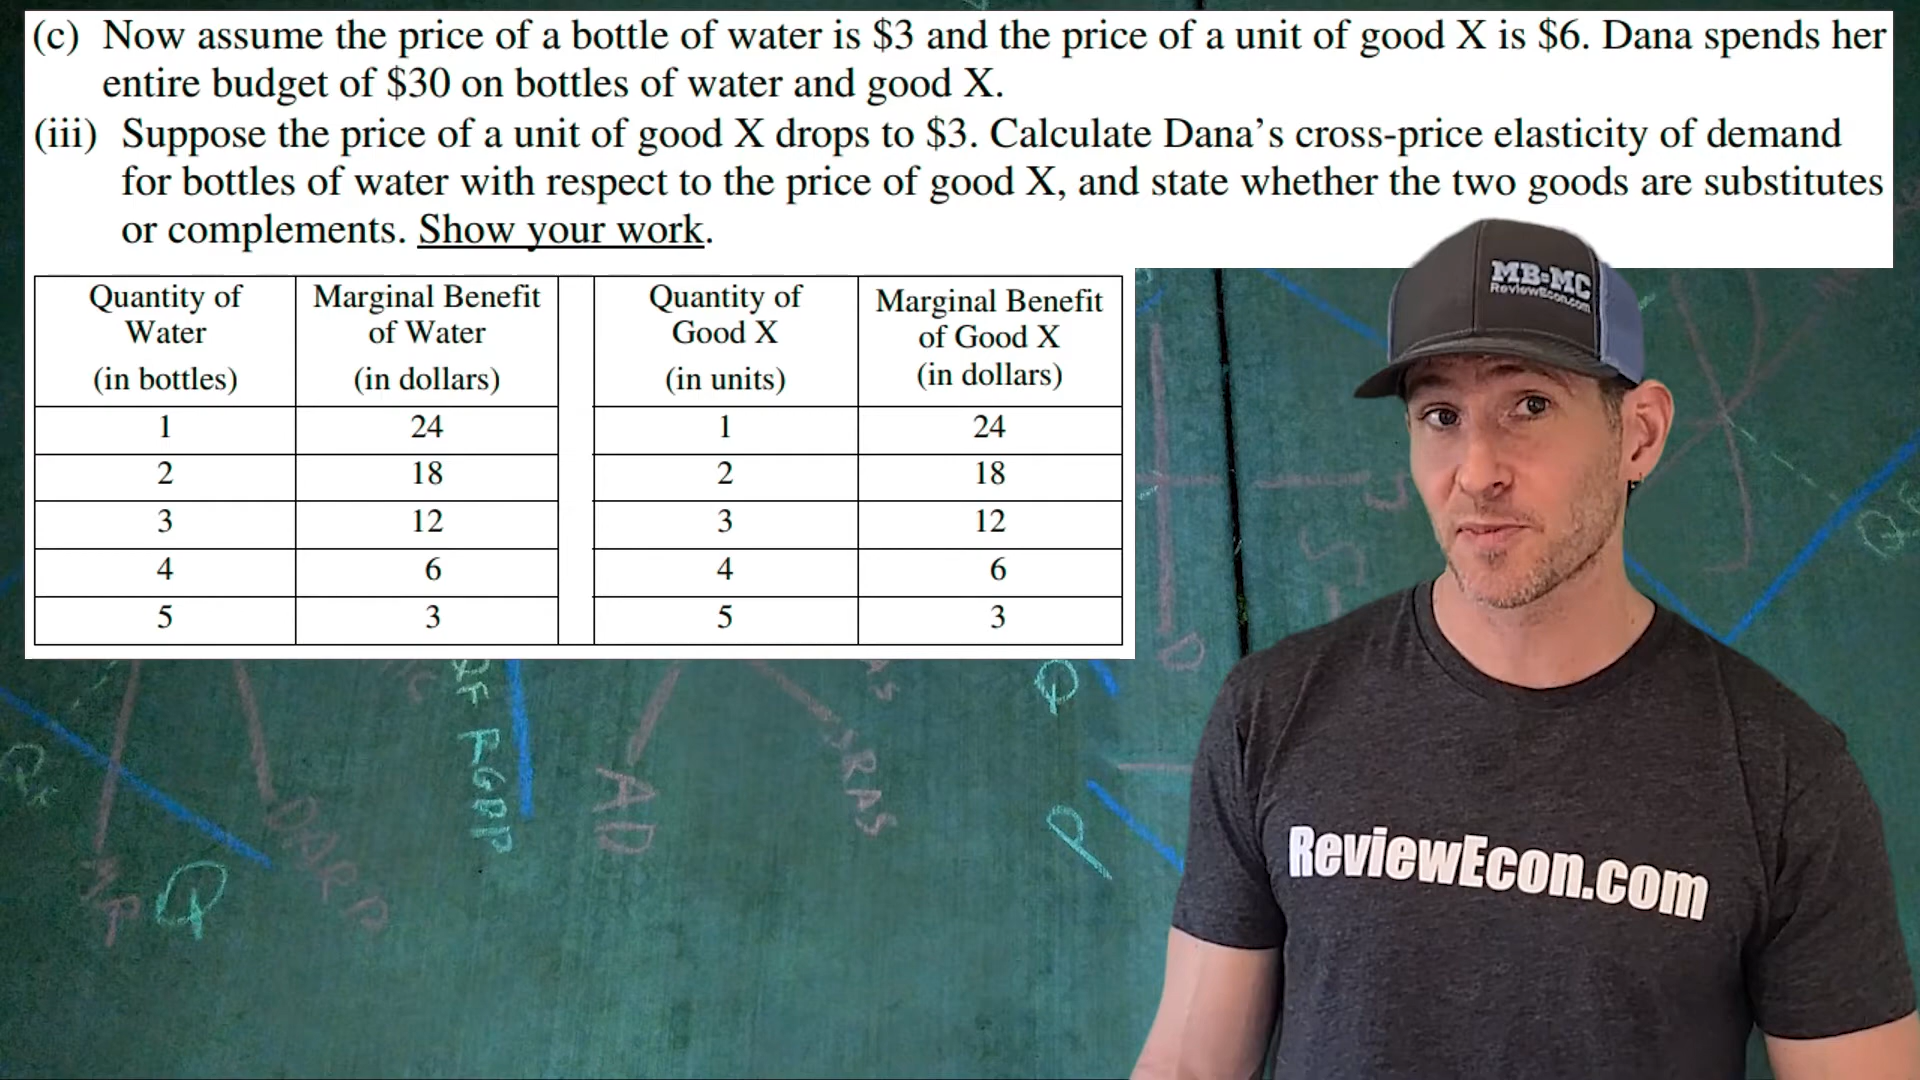 (c) Now assume the price of a bottle of water is $3 and the price of a unit of good X is $6. Dana spends her
entire budget of $30 on bottles of water and good X.
(iii) Suppose the price of a unit of good X drops to $3. Calculate Dana’s cross-price elasticity of demand
for bottles of water with respect to the price of good X, and state whether the two goods are substitutes
or complements. Show your work.
Quantity of Water (in bottles) Marginal Benefit of Water (in dollars) Quantity of Good X (in units) Marginal Benefit of Good X (in dollars)
1 24 1 24
2 18 2 18
3 12 3 12
4 6 4 6
5 3 5 3
MB=MC
ReviewEcon.com
ReviewEcon.com
Q
P
D
AD
SRAS
Q